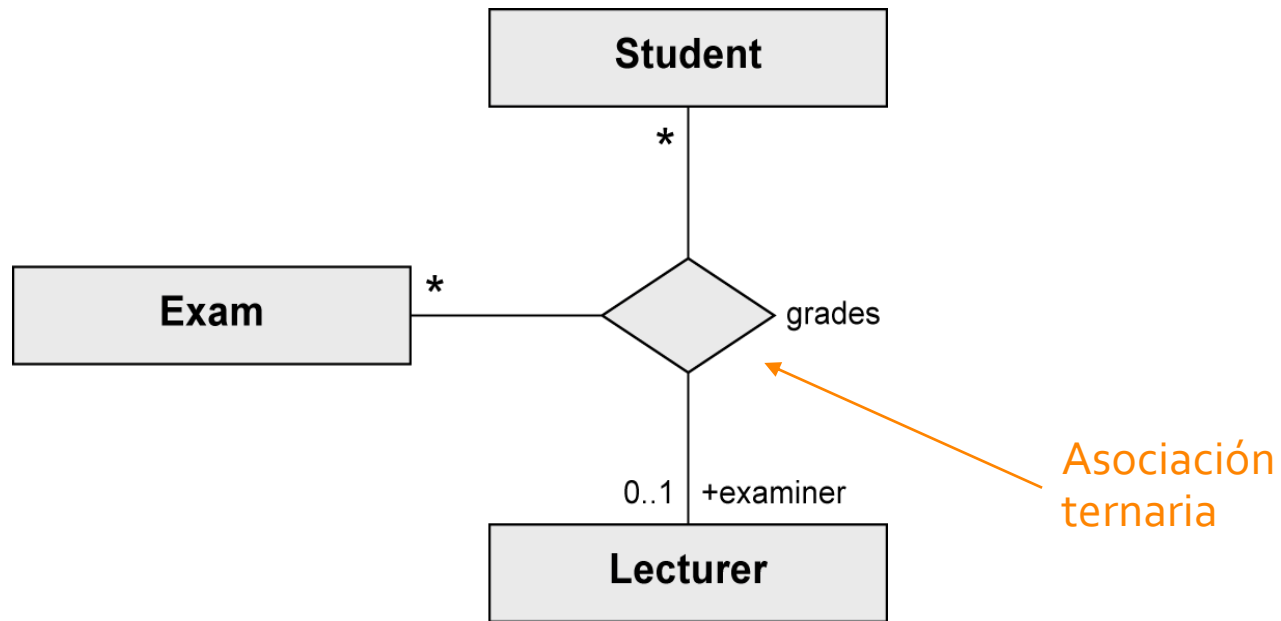 Student
*
Exam
*
grades
Asociación
ternaria
0..1
+examiner
Lecturer